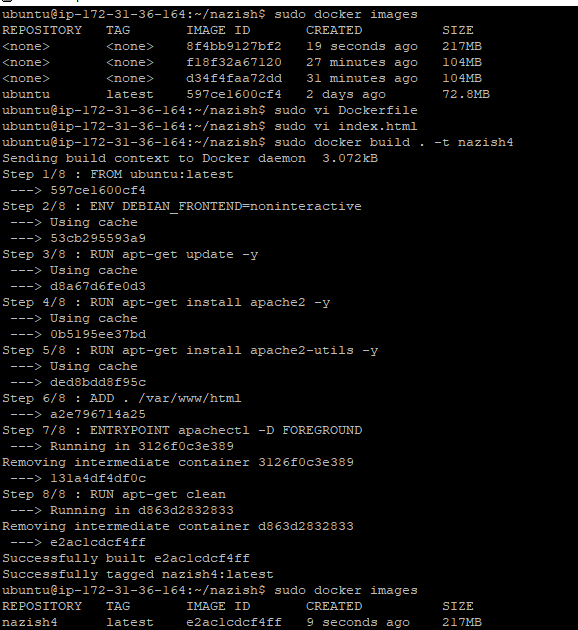 ubuntu@ip-172-31-36-164:~/nazish$ sudo docker images
REPOSITORY   TAG       IMAGE ID       CREATED          SIZE
<none>       <none>    8f4bb9127bf2   19 seconds ago   217MB
<none>       <none>    f18f32a67120   27 minutes ago   104MB
<none>       <none>    d34f4faa72dd   31 minutes ago   104MB
ubuntu       latest    597ce1600cf4   2 days ago       72.8MB
ubuntu@ip-172-31-36-164:~/nazish$ sudo vi Dockerfile
ubuntu@ip-172-31-36-164:~/nazish$ sudo vi index.html
ubuntu@ip-172-31-36-164:~/nazish$ sudo docker build . -t nazish4
Sending build context to Docker daemon  3.072kB
Step 1/8 : FROM ubuntu:latest
 ---> 597ce1600cf4
Step 2/8 : ENV DEBIAN_FRONTEND=noninteractive
 ---> Using cache
 ---> 53cb295593a9
Step 3/8 : RUN apt-get update -y
 ---> Using cache
 ---> d8a67d6fe0d3
Step 4/8 : RUN apt-get install apache2 -y
 ---> Using cache
 ---> 0b5195ee37bd
Step 5/8 : RUN apt-get install apache2-utils -y
 ---> Using cache
 ---> ded8bdd8f95c
Step 6/8 : ADD . /var/www/html
 ---> a2e796714a25
Step 7/8 : ENTRYPOINT apachectl -D FOREGROUND
 ---> Running in 3126f0c3e389
Removing intermediate container 3126f0c3e389
 ---> 131a4df4df0c
Step 8/8 : RUN apt-get clean
 ---> Running in d863d2832833
Removing intermediate container d863d2832833
 ---> e2ac1cdcf4ff
Successfully built e2ac1cdcf4ff
Successfully tagged nazish4:latest
ubuntu@ip-172-31-36-164:~/nazish$ sudo docker images
REPOSITORY   TAG       IMAGE ID       CREATED          SIZE
nazish4      latest    e2ac1cdcf4ff   9 seconds ago    217MB